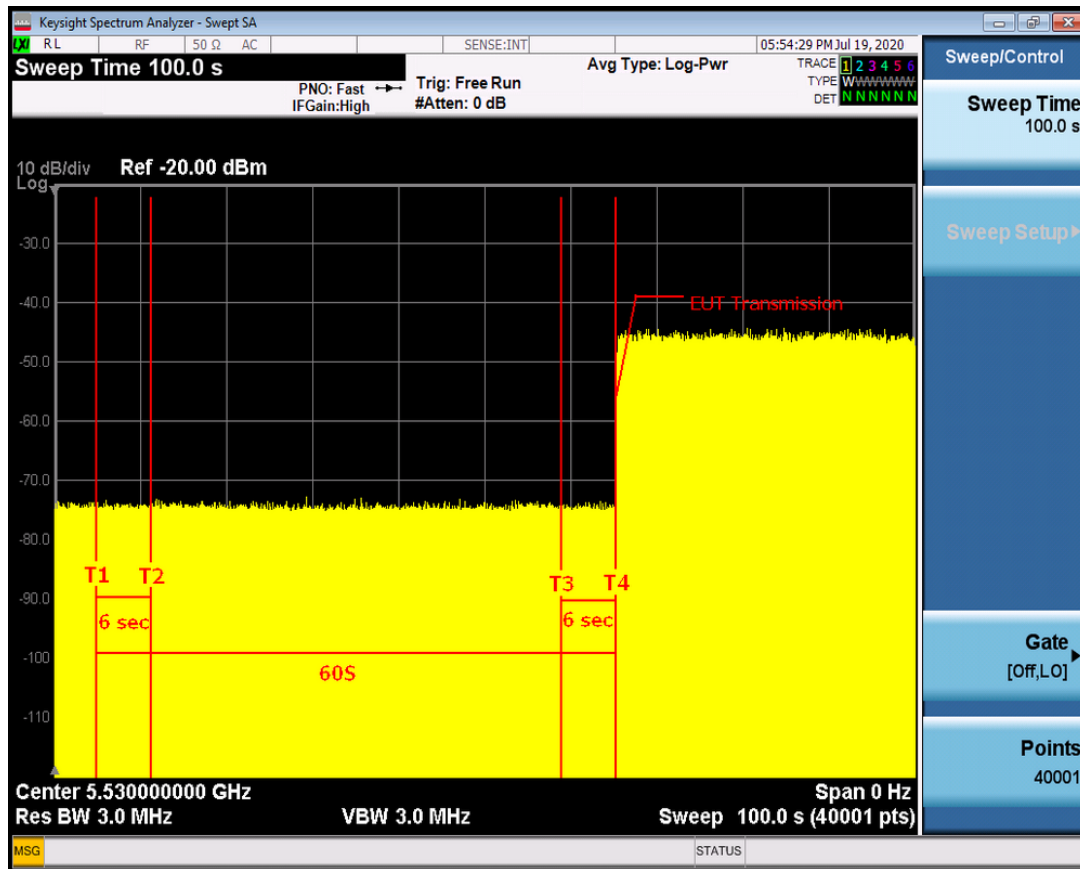 Keysight Spectrum Analyzer - Swept SA
LXI RL RF 50 Ω AC SENSE:INT 05:54:29 PM Jul 19, 2020
Sweep Time 100.0 s
PNO: Fast
IFGain:High
Trig: Free Run
#Atten: 0 dB
Avg Type: Log-Pwr
TRACE 1 2 3 4 5 6
TYPE WWWWWW
DET N N N N N N
Sweep/Control
Sweep Time
100.0 s
Sweep Setup
Gate
[Off,LO]
Points
40001
10 dB/div Ref -20.00 dBm
Log
-30.0
-40.0
-50.0
-60.0
-70.0
-80.0
-90.0
-100
-110
EUT Transmission
T1 T2 T3 T4
6 sec 6 sec
60S
Center 5.530000000 GHz Span 0 Hz
Res BW 3.0 MHz VBW 3.0 MHz Sweep 100.0 s (40001 pts)
MSG STATUS